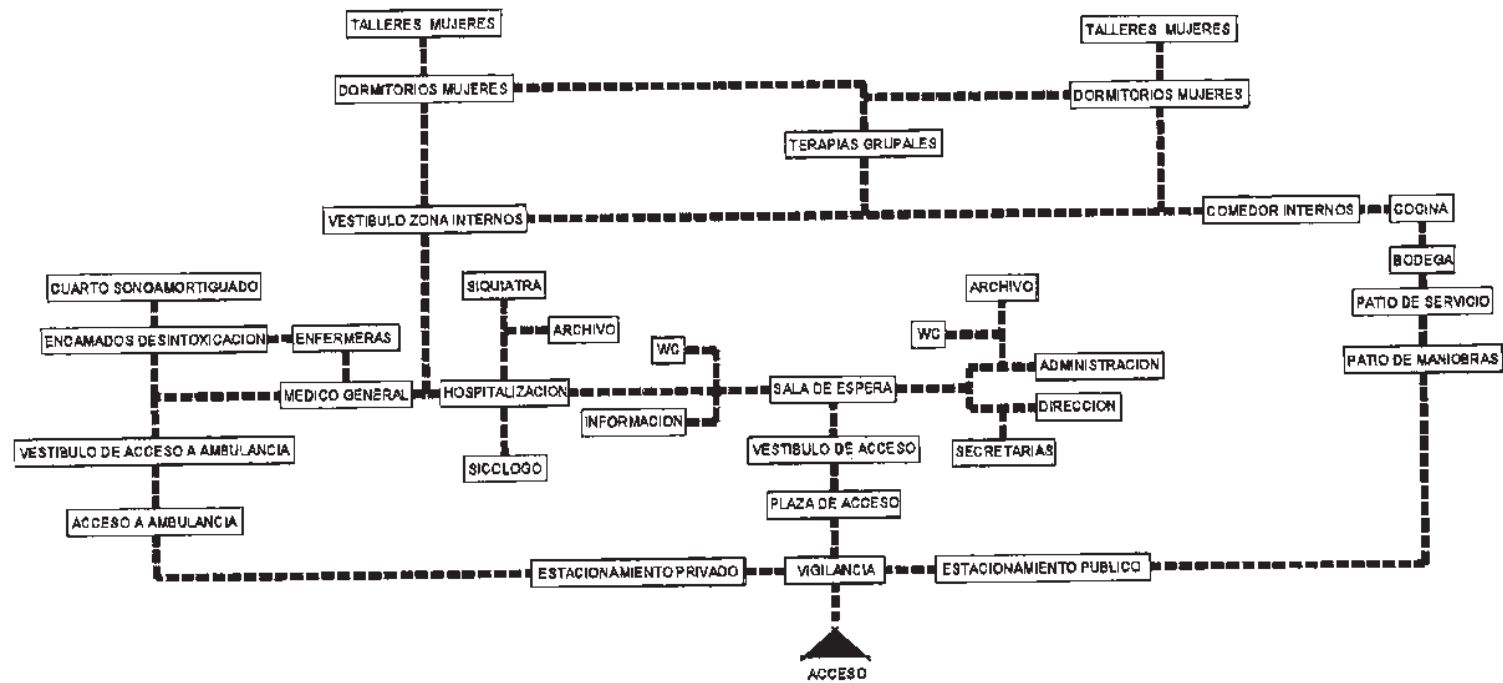 TALLERES MUJERES
TALLERES MUJERES
DORMITORIOS MUJERES
DORMITORIOS MUJERES
TERAPIAS GRUPALES
VESTIBULO ZONA INTERNOS
COMEDOR INTERNOS
COCINA
BODEGA
CUARTO SONOAMORTIGUADO
SIQUIATRA
ARCHIVO
PATIO DE SERVICIO
ENCAMADOS DESINTOXICACION
ENFERMERAS
ARCHIVO
WC
WC
PATIO DE MANIOBRAS
ADMINISTRACION
MEDICO GENERAL
HOSPITALIZACION
SALA DE ESPERA
DIRECCION
INFORMACION
VESTIBULO DE ACCESO A AMBULANCIA
VESTIBULO DE ACCESO
SECRETARIAS
SICCLOGO
PLAZA DE ACCESO
ACCESO A AMBULANCIA
ESTACIONAMIENTO PRIVADO
VIGILANCIA
ESTACIONAMIENTO PUBLICO
ACCESO